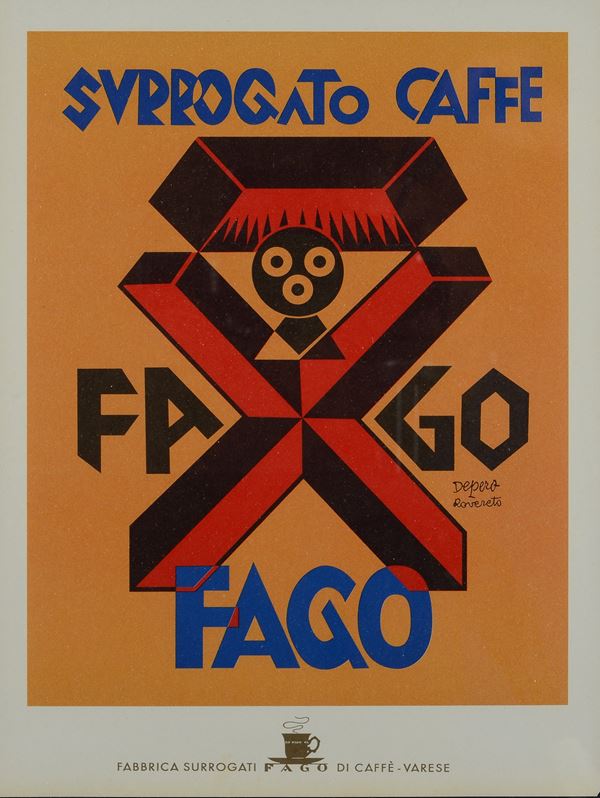 SVRROGATO CAFFE
FA GO
Depero
Rovereto
FAGO
FABBRICA SURROGATI FAGO DI CAFFÈ - VARESE